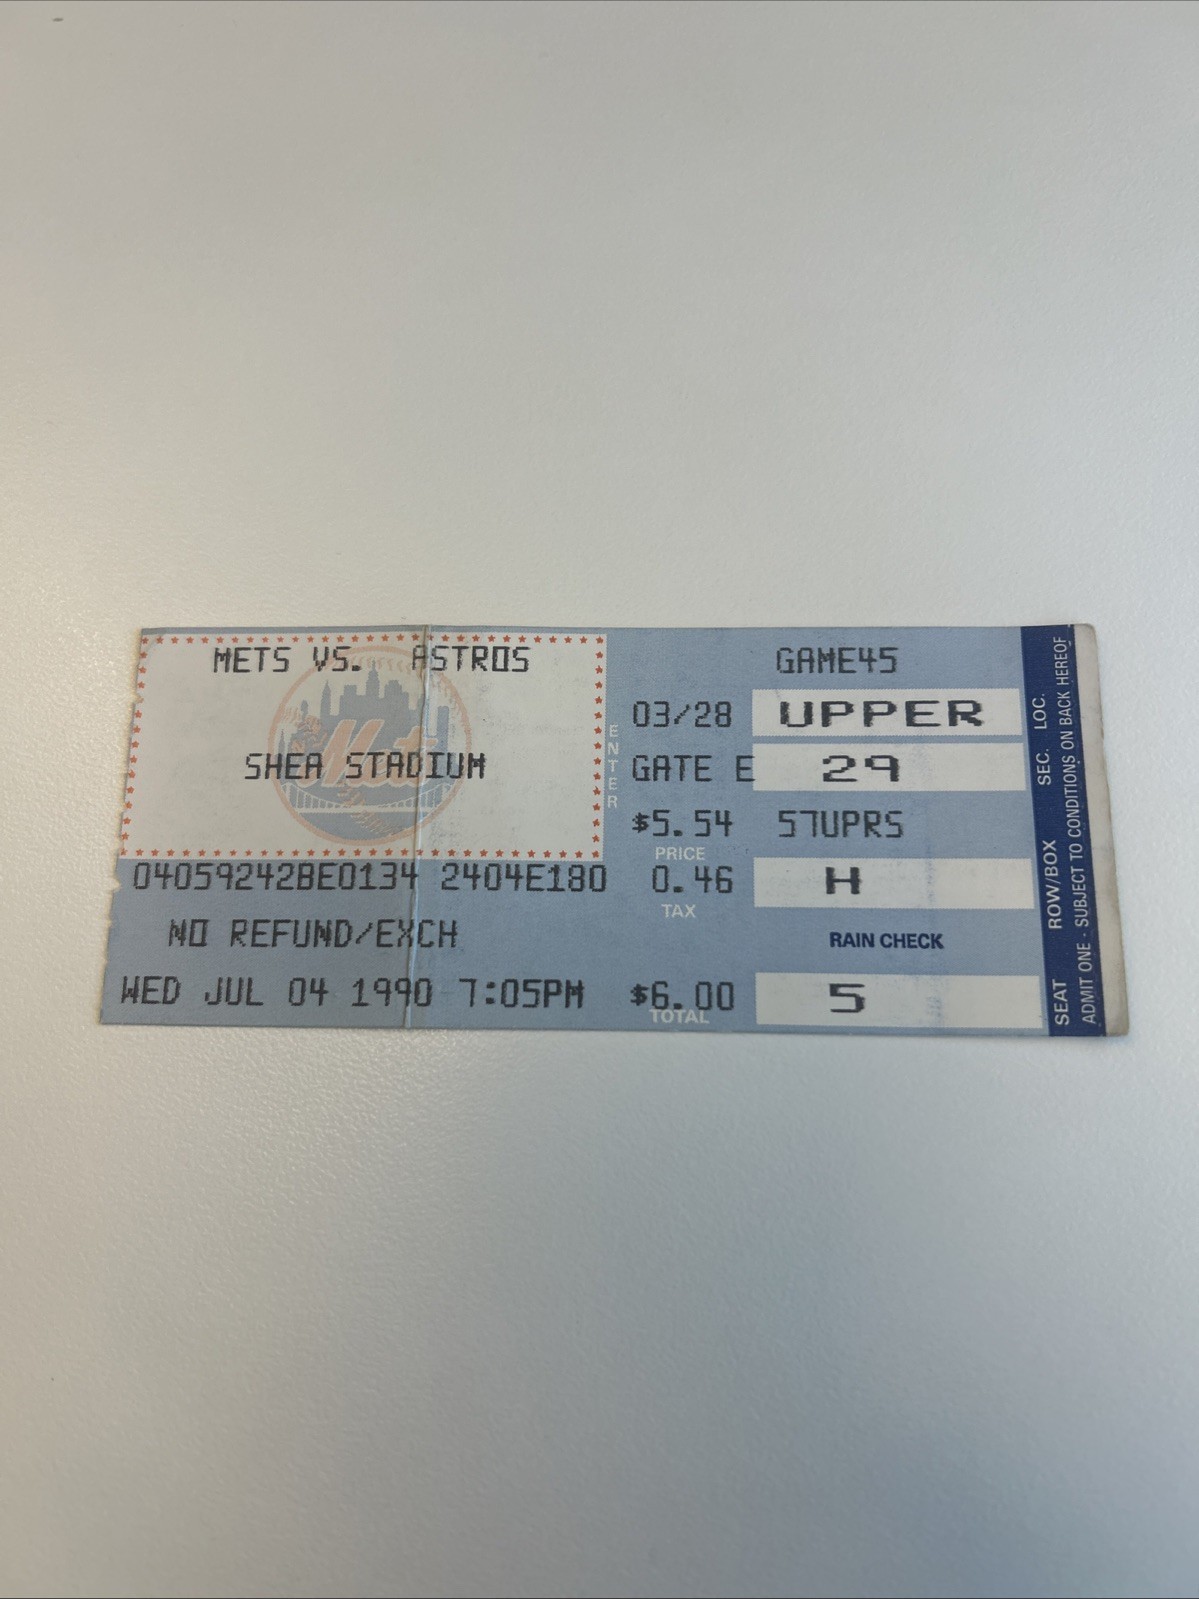 METS VS. ASTROS
Mets
SHEA STADIUM
04059242BE0134 2404E180
NO REFUND/EXCH
WED JUL 04 1990 7:05PM
ENTER
03/28
GATE E
$5.54
PRICE
0.46
TAX
$6.00
TOTAL
GAME45
UPPER
29
57UPRS
H
RAIN CHECK
5
SEAT ROW/BOX SEC. LOC.
ADMIT ONE - SUBJECT TO CONDITIONS ON BACK HEREOF